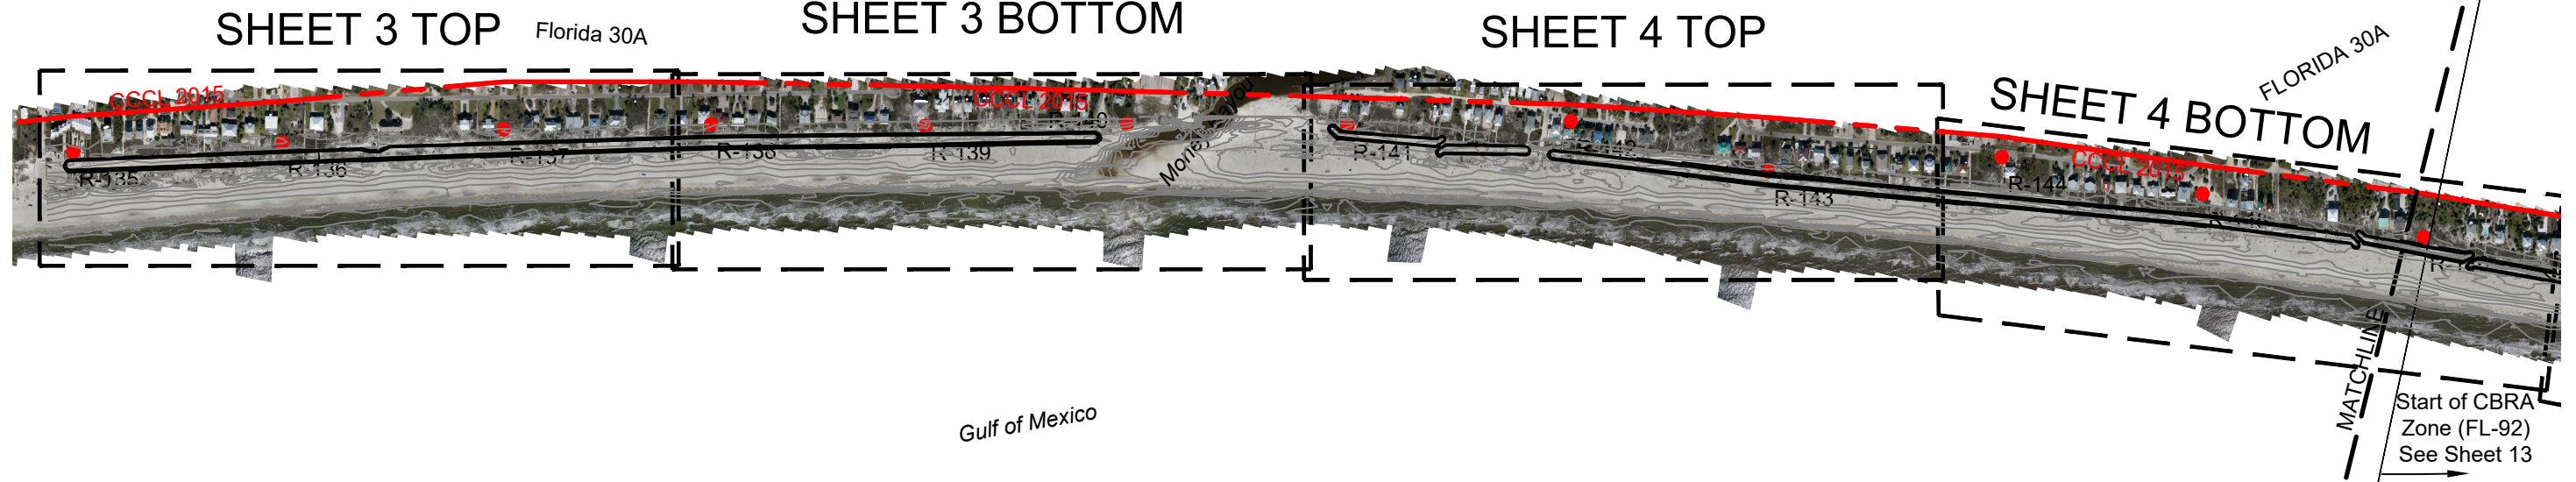 SHEET 3 TOP
Florida 30A
SHEET 3 BOTTOM
SHEET 4 TOP
FLORIDA 30A
SHEET 4 BOTTOM
CCCL 2015
CCCL 2015
CCCL 2015
R-135
R-136
R-137
R-138
R-139
R-141
R-143
R-144
Gulf of Mexico
MATCHLINE
Start of CBRA
Zone (FL-92)
See Sheet 13